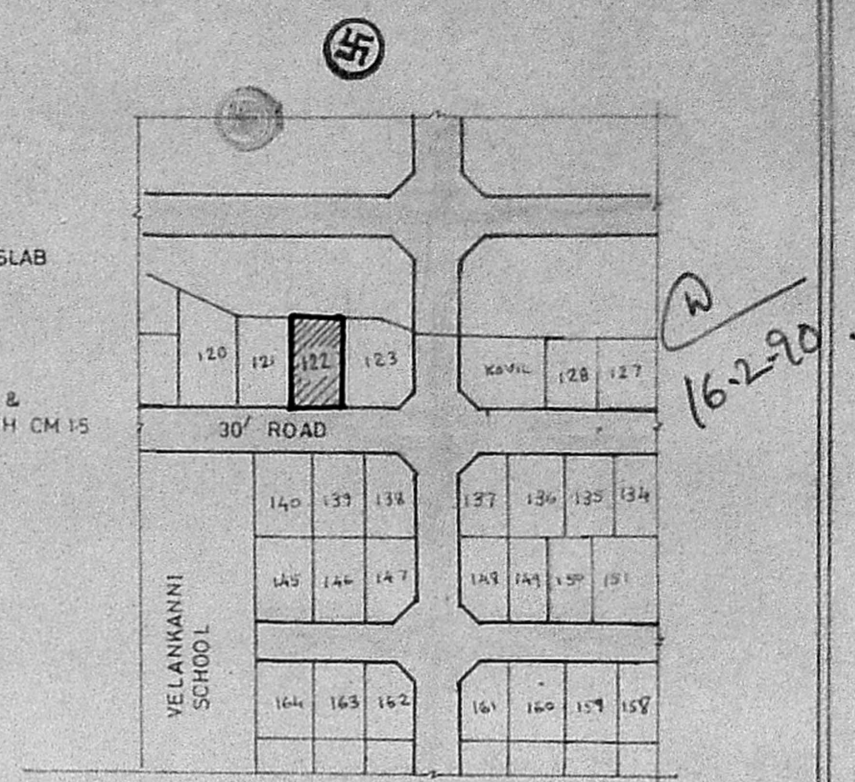 SLAB
&
H CM 1:5
W
16-2-90
120 121 122 123
KOVIL 128 127
30' ROAD
140 139 138
137 136 135 134
145 146 147
148 149 150 151
VELANKANNI
SCHOOL
164 163 162
161 160 159 158